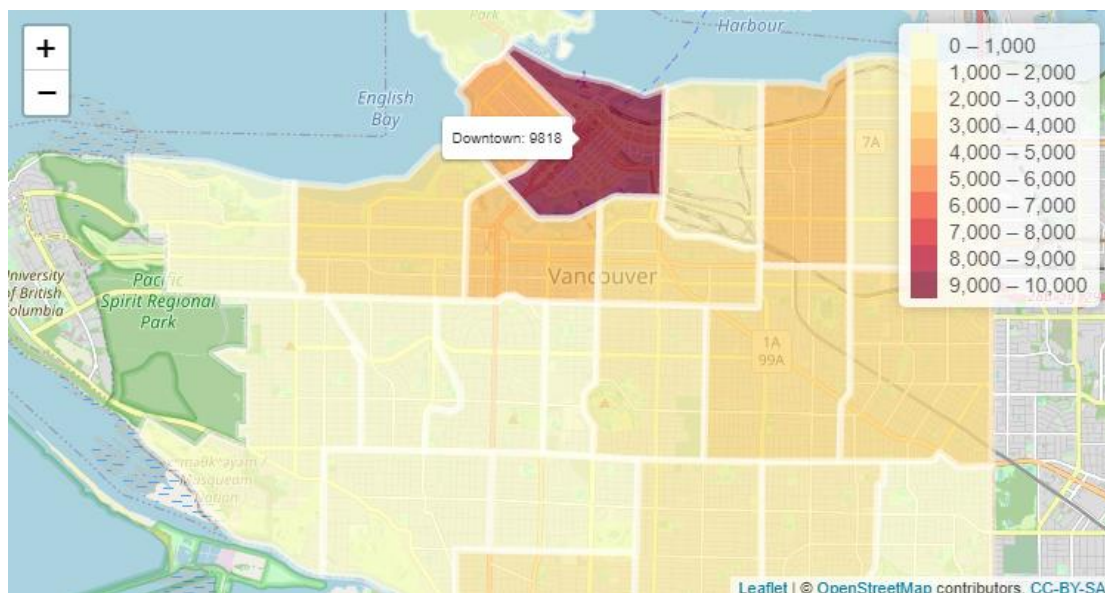 +
−
Park
Harbour
English
Bay
Downtown: 9818
0 – 1,000
1,000 – 2,000
2,000 – 3,000
3,000 – 4,000
4,000 – 5,000
5,000 – 6,000
6,000 – 7,000
7,000 – 8,000
8,000 – 9,000
9,000 – 10,000
7A
University
of British
Columbia
Pacific
Spirit Regional
Park
Vancouver
1A
99A
Musqueam
Nation
Leaflet | © OpenStreetMap contributors, CC-BY-SA